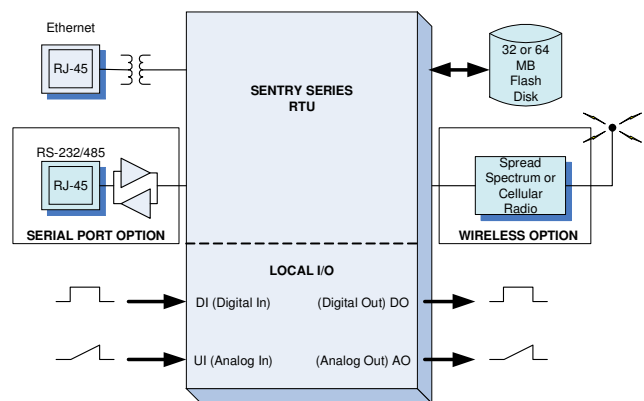 Ethernet
RJ-45
SENTRY SERIES
RTU
32 or 64
MB
Flash
Disk
RS-232/485
RJ-45
SERIAL PORT OPTION
Spread
Spectrum or
Cellular
Radio
WIRELESS OPTION
LOCAL I/O
DI (Digital In)
(Digital Out) DO
UI (Analog In)
(Analog Out) AO